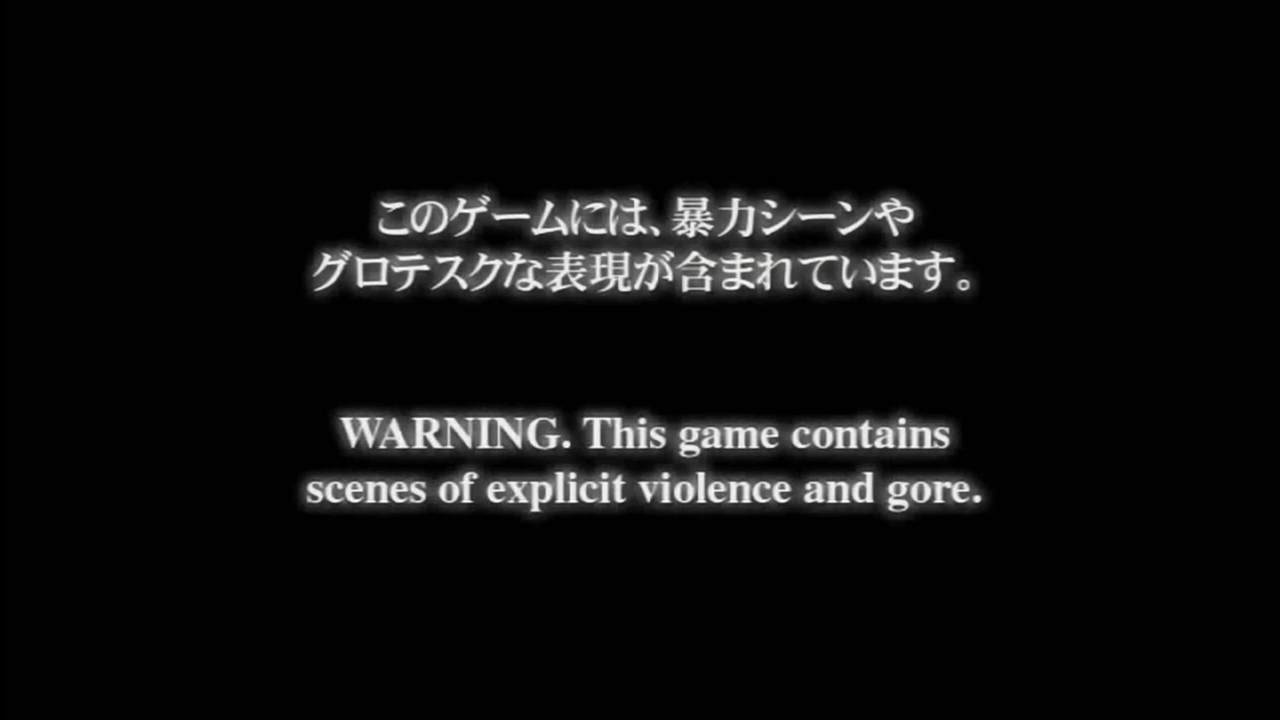 このゲームには、暴力シーンや
グロテスクな表現が含まれています。
WARNING. This game contains
scenes of explicit violence and gore.